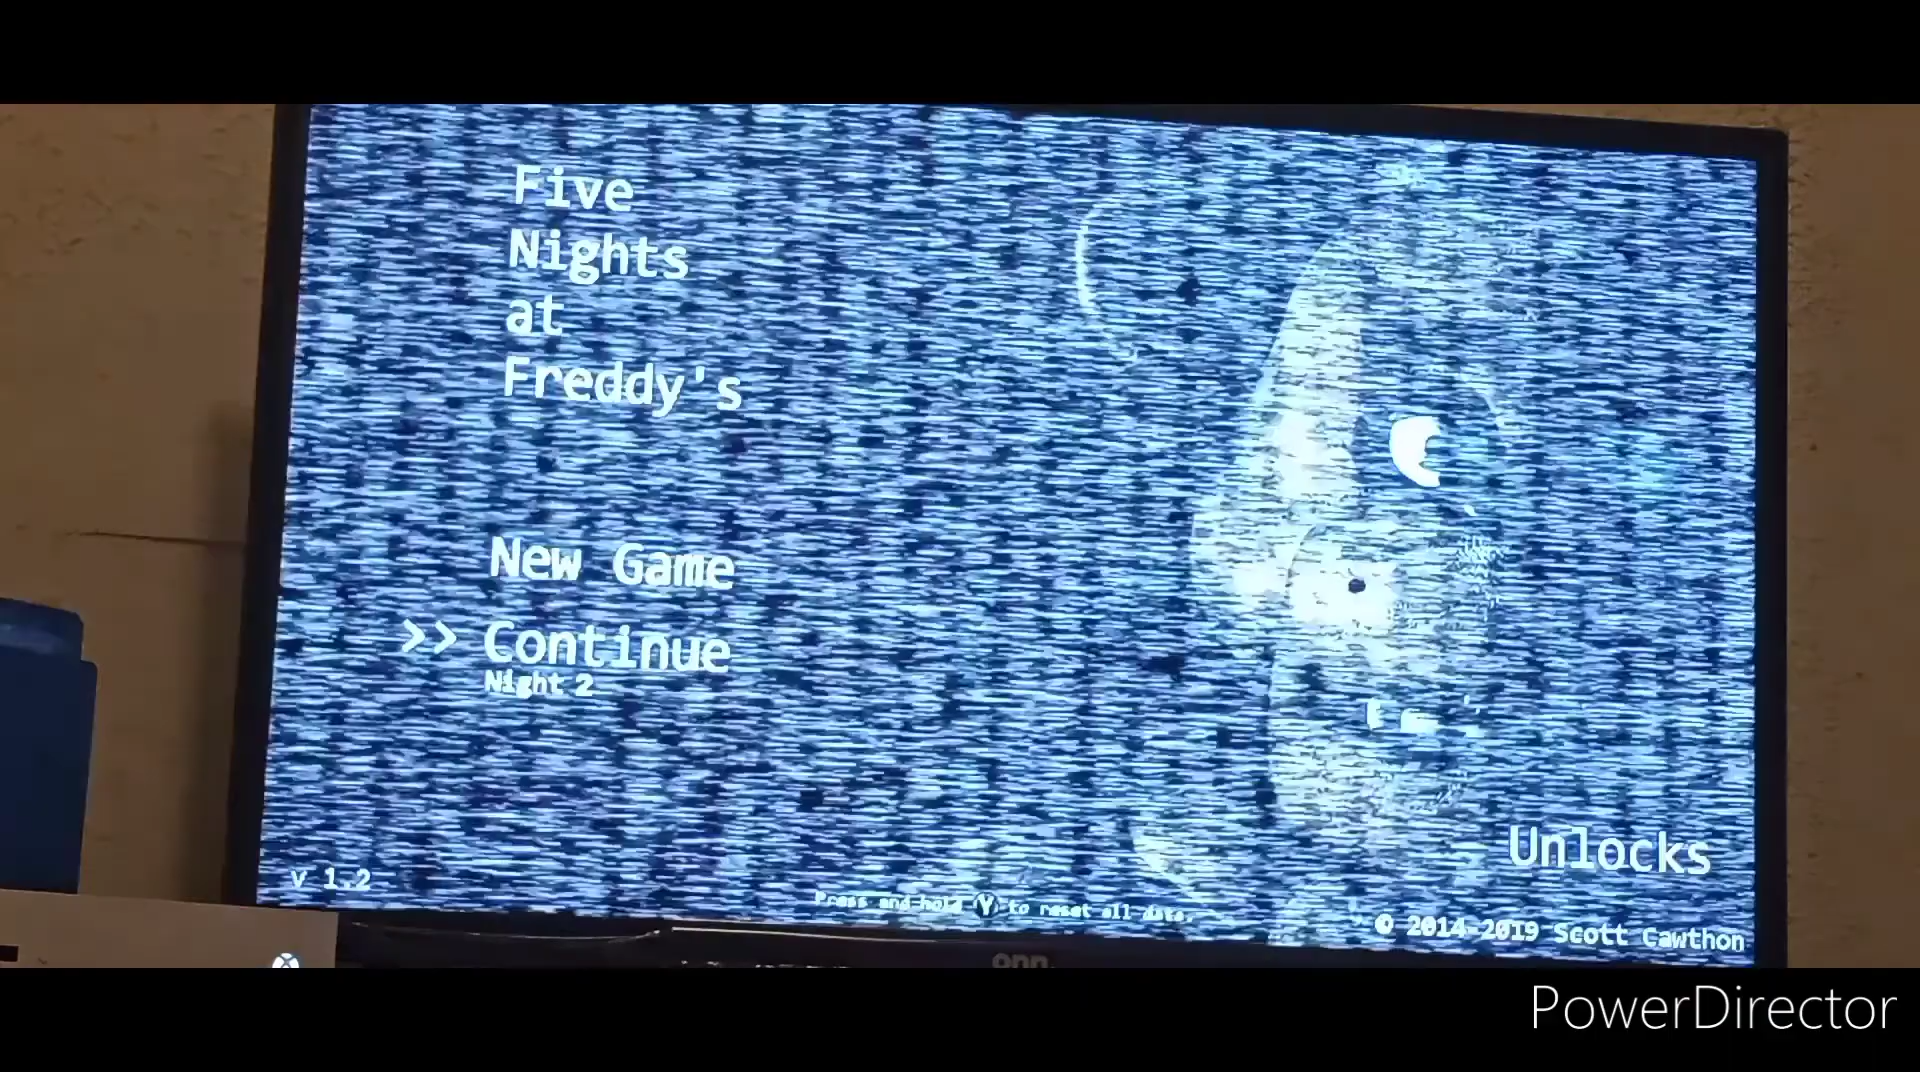 Five
Nights
at
Freddy's
New Game
>> Continue
Night 2
Unlocks
v 1.2
Press and hold Y to reset all data.
© 2014-2019 Scott Cawthon
onn.
PowerDirector